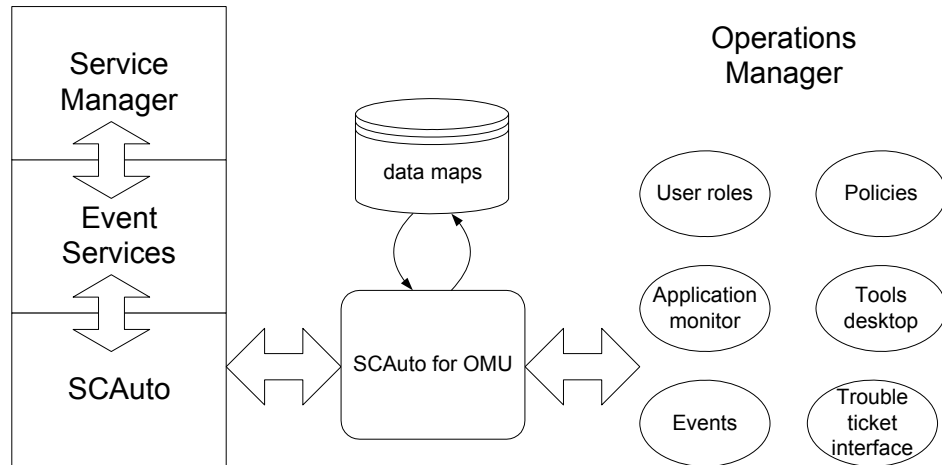 Service
Manager
Event
Services
SCAuto
data maps
SCAuto for OMU
Operations
Manager
User roles
Policies
Application
monitor
Tools
desktop
Events
Trouble
ticket
interface